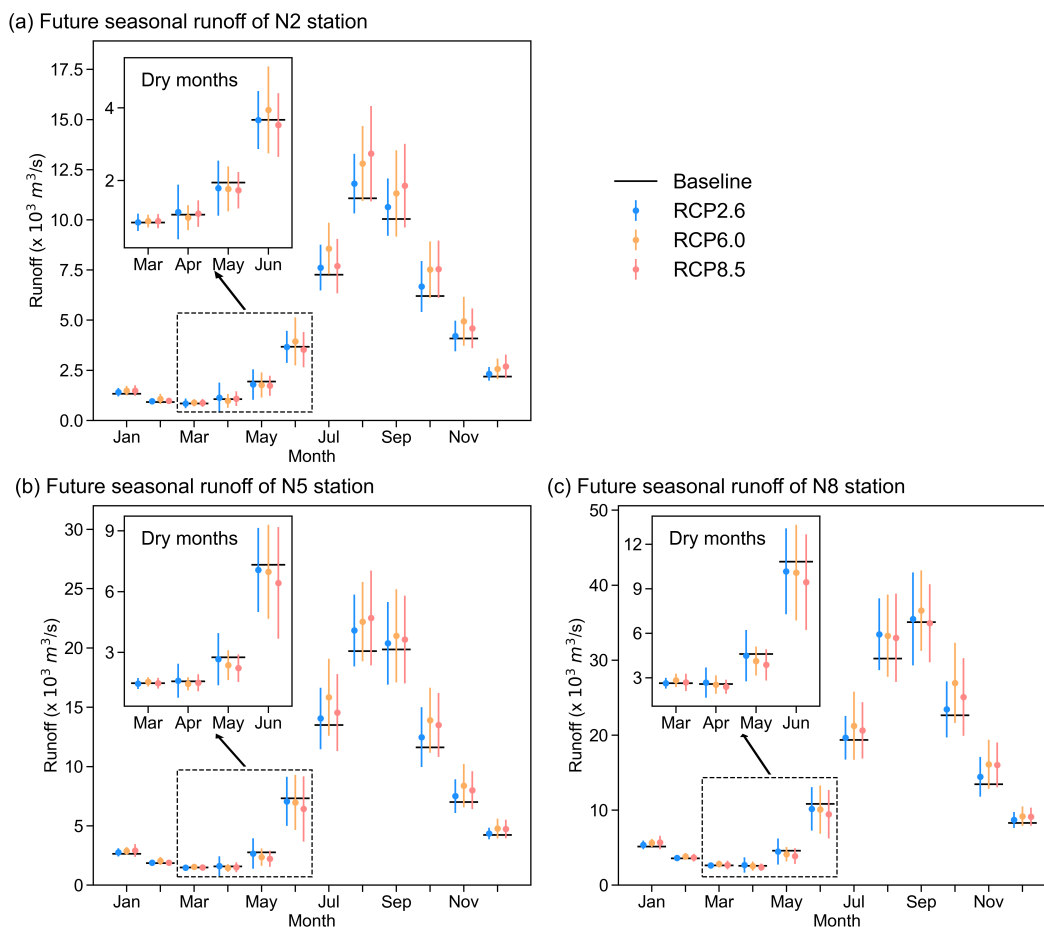 (a) Future seasonal runoff of N2 station
17.5
15.0
12.5
10.0
7.5
5.0
2.5
0.0
Runoff (x 10³ m³/s)
Dry months
4
2
Mar Apr May Jun
Jan Mar May Jul Sep Nov
Month
Baseline
RCP2.6
RCP6.0
RCP8.5
(b) Future seasonal runoff of N5 station
30
25
20
15
10
5
0
Runoff (x 10³ m³/s)
Dry months
9
6
3
Mar Apr May Jun
Jan Mar May Jul Sep Nov
Month
(c) Future seasonal runoff of N8 station
50
40
30
20
10
0
Runoff (x 10³ m³/s)
Dry months
12
9
6
3
Mar Apr May Jun
Jan Mar May Jul Sep Nov
Month